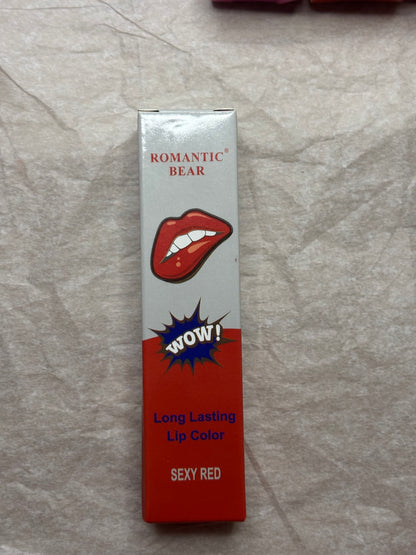 ROMANTIC®
BEAR
WOW!
Long Lasting
Lip Color
SEXY RED